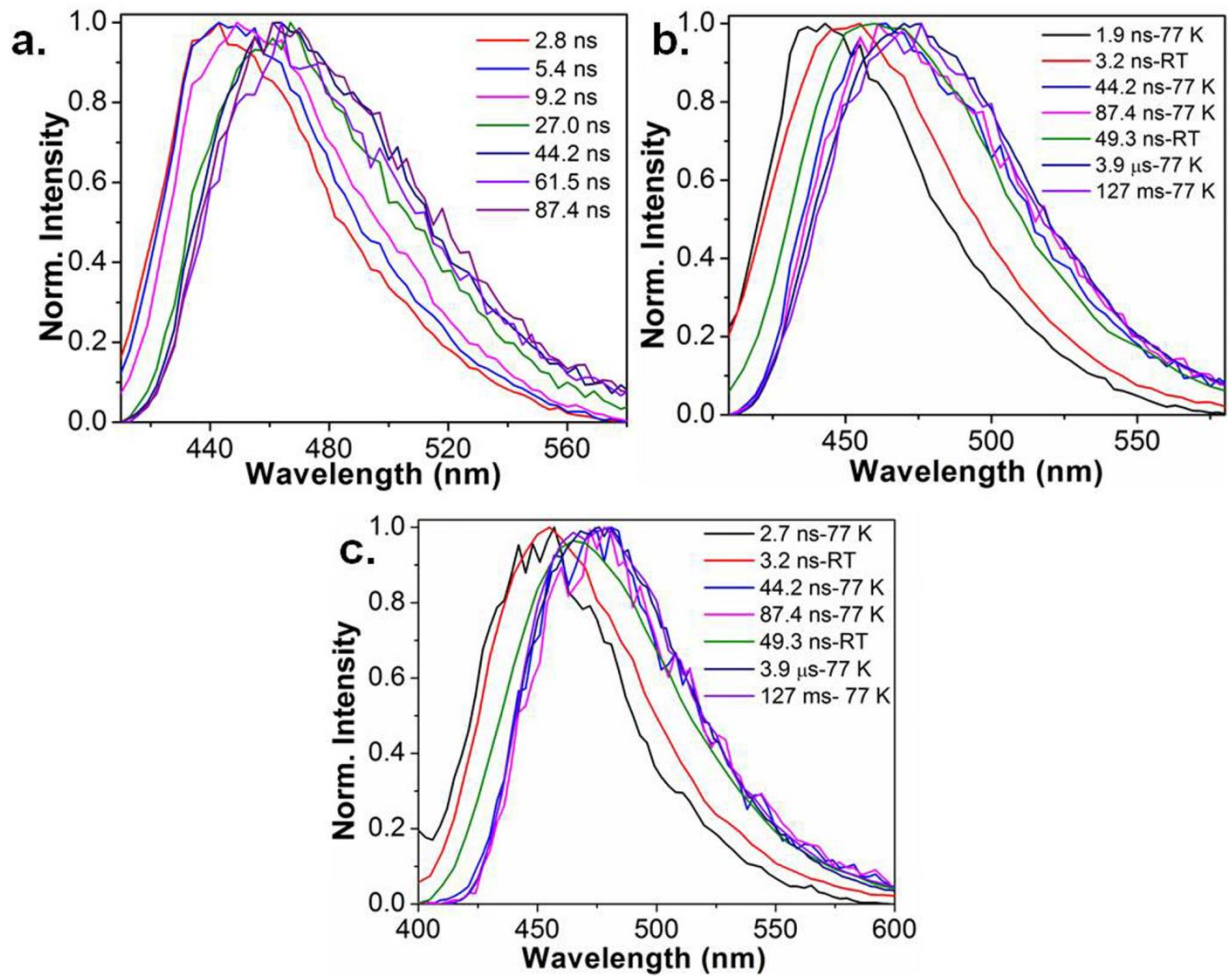 a.
2.8 ns
5.4 ns
9.2 ns
27.0 ns
44.2 ns
61.5 ns
87.4 ns
1.0
0.8
0.6
0.4
0.2
0.0
Norm. Intensity
440 480 520 560
Wavelength (nm)
b.
1.9 ns-77 K
3.2 ns-RT
44.2 ns-77 K
87.4 ns-77 K
49.3 ns-RT
3.9 μs-77 K
127 ms-77 K
1.0
0.8
0.6
0.4
0.2
0.0
Norm. Intensity
450 500 550
Wavelength (nm)
c.
2.7 ns-77 K
3.2 ns-RT
44.2 ns-77 K
87.4 ns-77 K
49.3 ns-RT
3.9 μs-77 K
127 ms- 77 K
1.0
0.8
0.6
0.4
0.2
0.0
Norm. Intensity
400 450 500 550 600
Wavelength (nm)